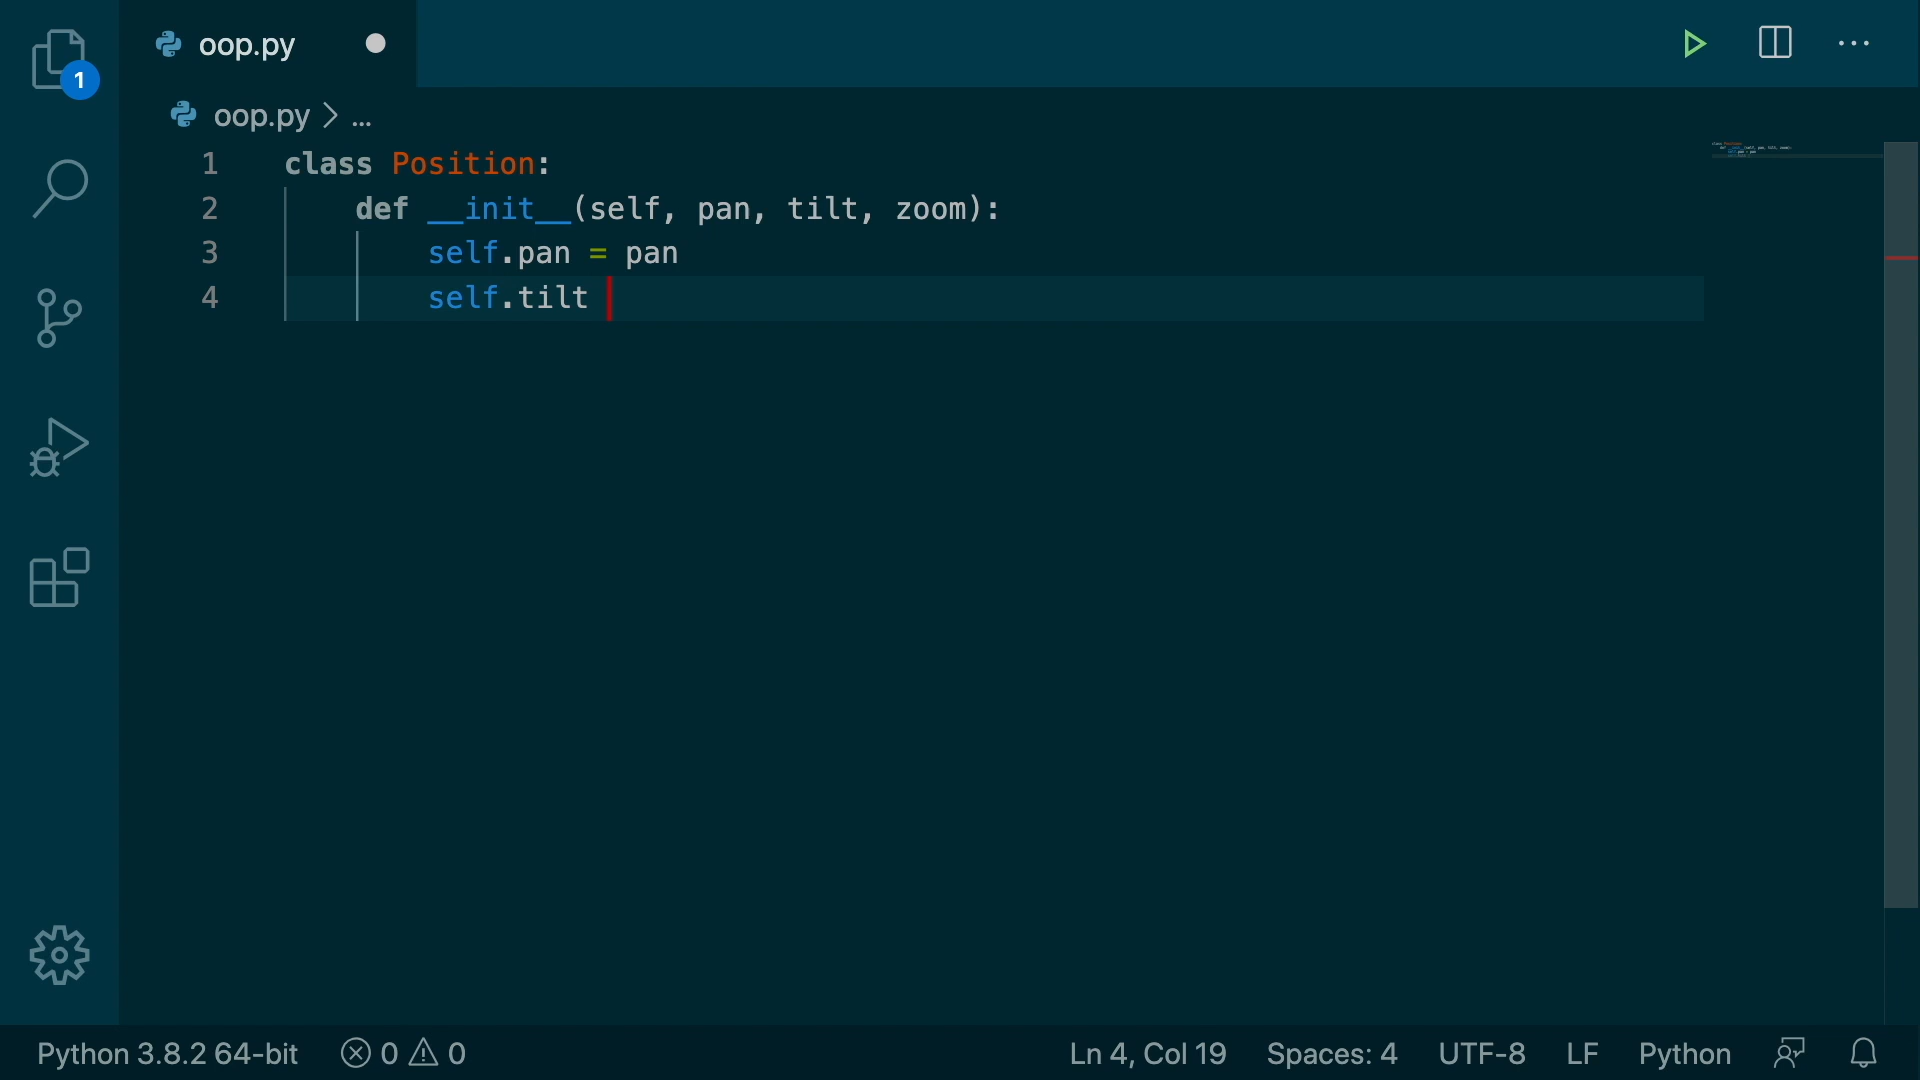 oop.py
1
oop.py > ...
1 class Position:
2 def __init__(self, pan, tilt, zoom):
3 self.pan = pan
4 self.tilt
Python 3.8.2 64-bit 0 0 Ln 4, Col 19 Spaces: 4 UTF-8 LF Python